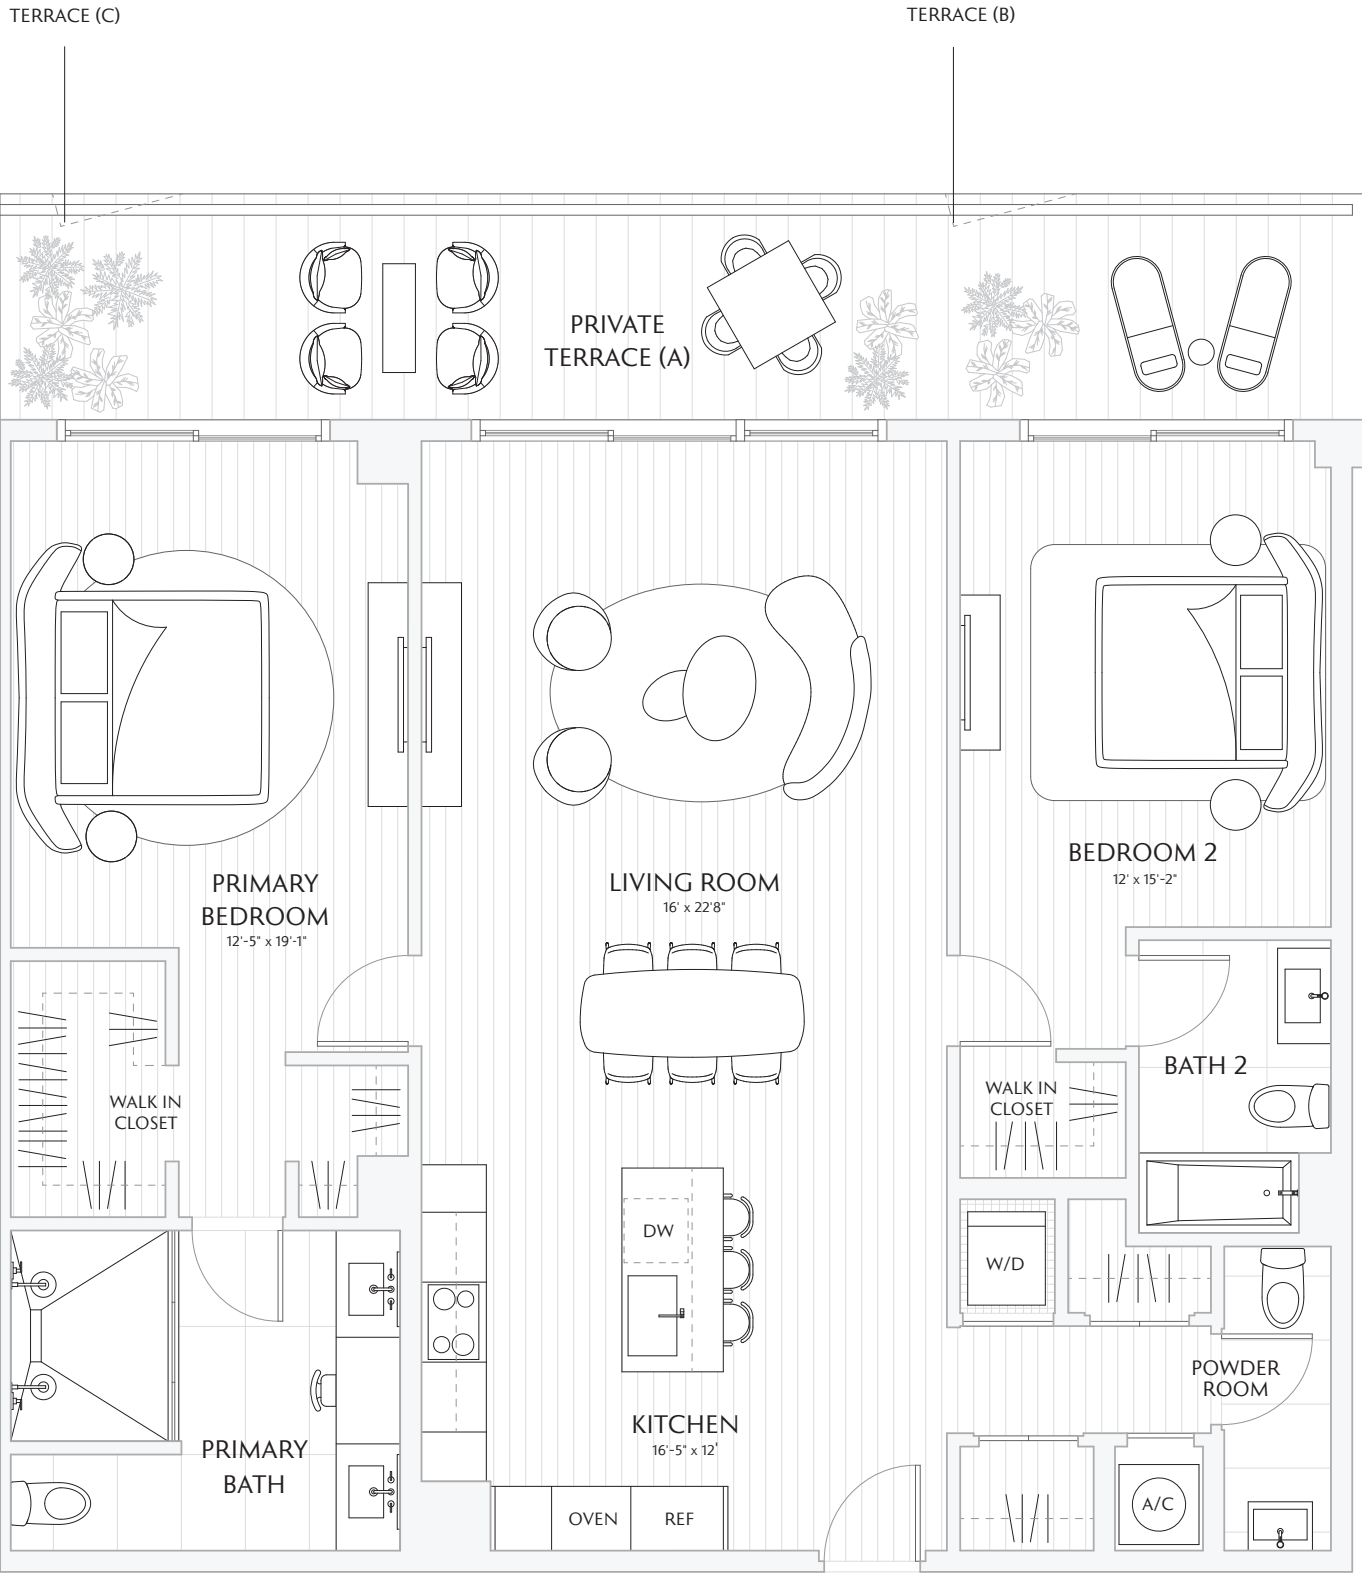 TERRACE (C)
TERRACE (B)
PRIVATE
TERRACE (A)
PRIMARY
BEDROOM
12'-5" x 19'-1"
LIVING ROOM
16' x 22'8"
BEDROOM 2
12' x 15'-2"
WALK IN
CLOSET
WALK IN
CLOSET
BATH 2
DW
W/D
POWDER
ROOM
KITCHEN
16'-5" x 12'
PRIMARY
BATH
OVEN
REF
A/C